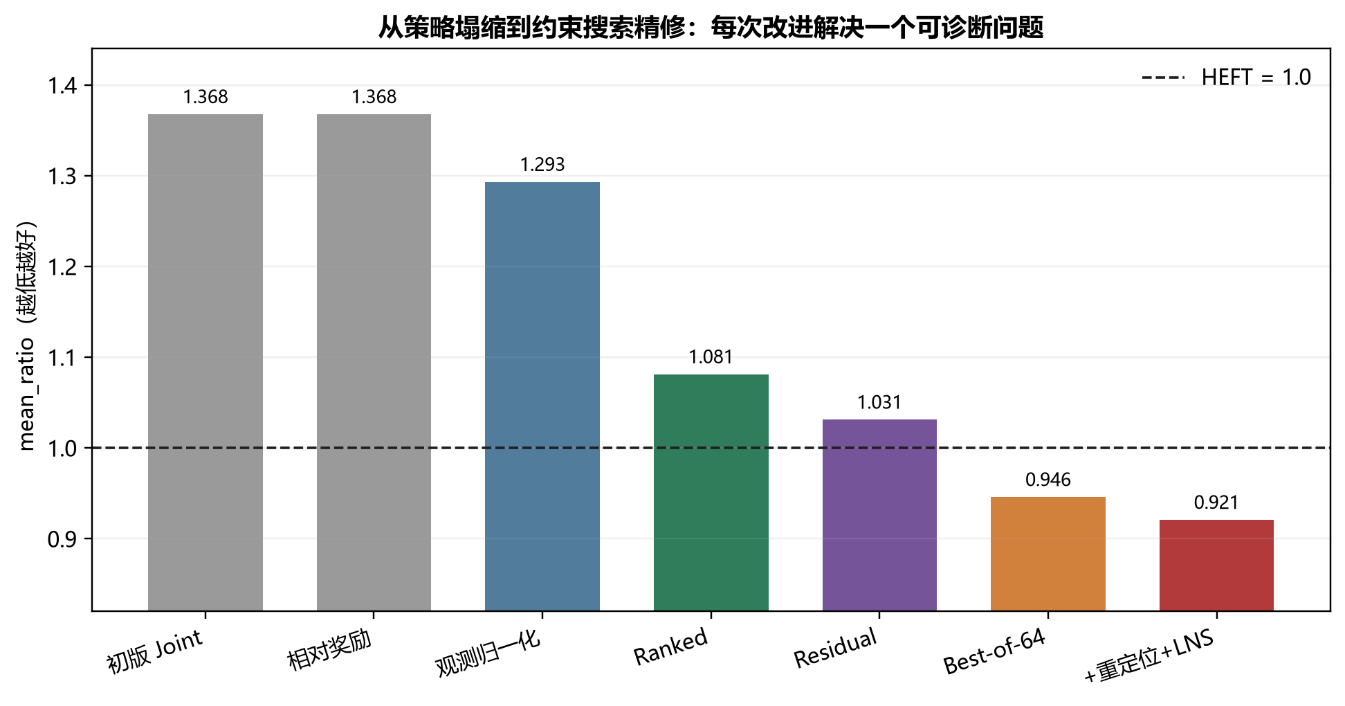 从策略塌缩到约束搜索精修：每次改进解决一个可诊断问题
HEFT = 1.0
mean_ratio（越低越好）
1.4
1.3
1.2
1.1
1.0
0.9
1.368
1.368
1.293
1.081
1.031
0.946
0.921
初版 Joint
相对奖励
观测归一化
Ranked
Residual
Best-of-64
+重定位+LNS